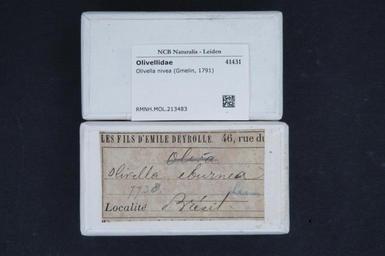 NCB Naturalis - Leiden
Olivellidae 41431
Olivella nivea (Gmelin, 1791)
RMNH.MOL.213483
LES FILS D'EMILE DEYROLLE. 46, rue du
Oliva
Olivella eburnea
7728
Localité Brésil